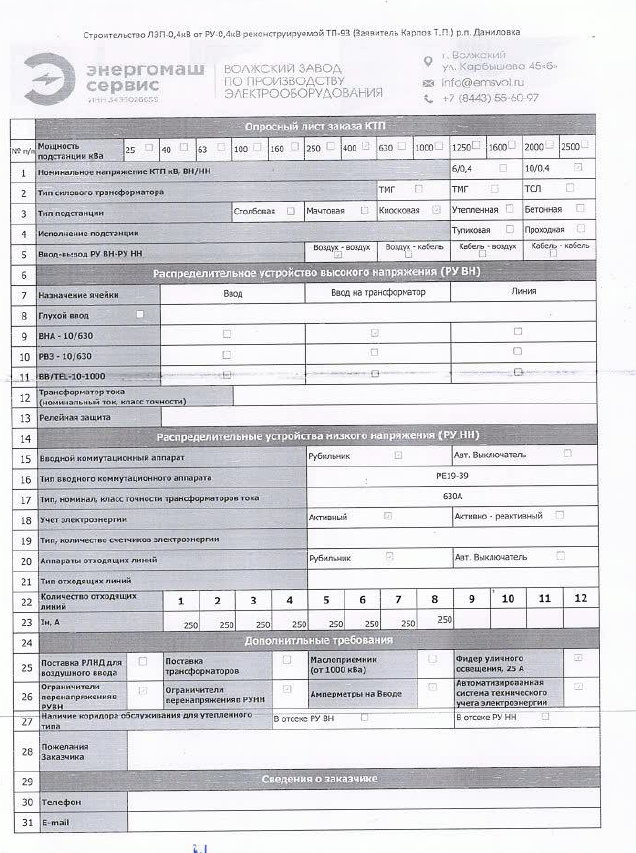 Строительство ЛЭП-0,4кВ от РУ-0,4кВ реконструируемой ТП-93 (Заявитель Карпов Т.П.) р.п. Даниловка
энергомаш сервис
ВОЛЖСКИЙ ЗАВОД
ПО ПРОИЗВОДСТВУ
ЭЛЕКТРООБОРУДОВАНИЯ
г. Волжский
ул. Карбышева 45«б»
info@emsvol.ru
+7 (8443) 55-60-97
Опросный лист заказа КТП
№ п/п Мощность подстанции кВа 25 40 63 100 160 250 400 630 1000 1250 1600 2000 2500
1 Номинальное напряжение КТП кВ, ВН/НН 6/0,4 10/0,4
2 Тип силового трансформатора ТМГ ТМГ ТСЛ
3 Тип подстанции Столбовая Мачтовая Киосковая Утепленная Бетонная
4 Исполнение подстанции Тупиковая Проходная
5 Ввод-вывод РУ ВН-РУ НН Воздух - воздух Воздух - кабель Кабель - воздух Кабель - кабель
6 Распределительное устройство высокого напряжения (РУ ВН)
7 Назначение ячейки Ввод Ввод на трансформатор Линия
8 Глухой ввод
9 ВНА - 10/630
10 РВЗ - 10/630
11 ВВ/TEL-10-1000
12 Трансформатор тока
(номинальный ток, класс точности)
13 Релейная защита
14 Распределительные устройства низкого напряжения (РУ НН)
15 Вводной коммутационный аппарат Рубильник Авт. Выключатель
16 Тип вводного коммутационного аппарата РЕ19-39
17 Тип, номинал, класс точности трансформаторов тока 630А
18 Учет электроэнергии Активный Активно - реактивный
19 Тип, количество счетчиков электроэнергии
20 Аппараты отходящих линий Рубильник Авт. Выключатель
21 Тип отходящих линий
22 Количество отходящих линий 1 2 3 4 5 6 7 8 9 10 11 12
23 Iн, А 250 250 250 250 250 250 250 250
24 Дополнитльные требования
25 Поставка РЛНД для воздушного ввода Поставка трансформаторов Маслоприемник (от 1000 кВа) Фидер уличного освещения, 25 А
26 Ограничители перенапряжения РУВН Ограничители перенапряжения РУНН Амперметры на Вводе Автоматизированная система технического учета электроэнергии
27 Наличие коридора обслуживания для утепленного типа В отсеке РУ ВН В отсеке РУ НН
28 Пожелания Заказчика
29 Сведения о заказчике
30 Телефон
31 E-mail